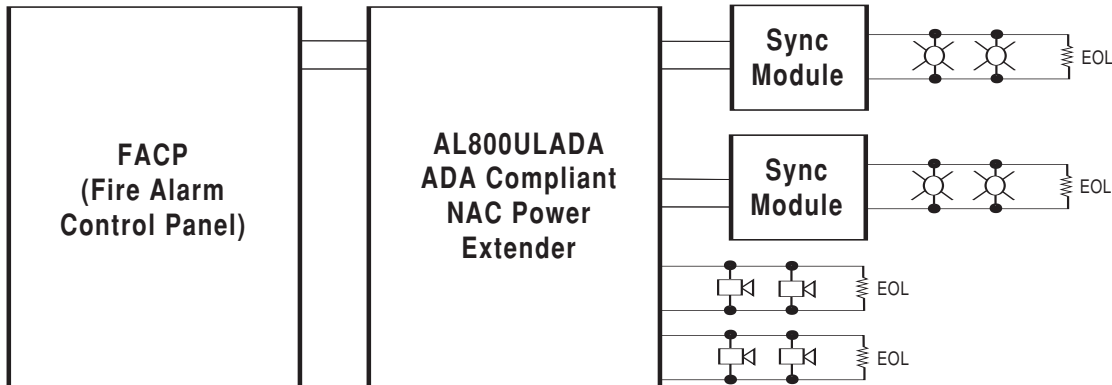 FACP
(Fire Alarm
Control Panel)
AL800ULADA
ADA Compliant
NAC Power
Extender
Sync
Module
EOL
Sync
Module
EOL
EOL
EOL